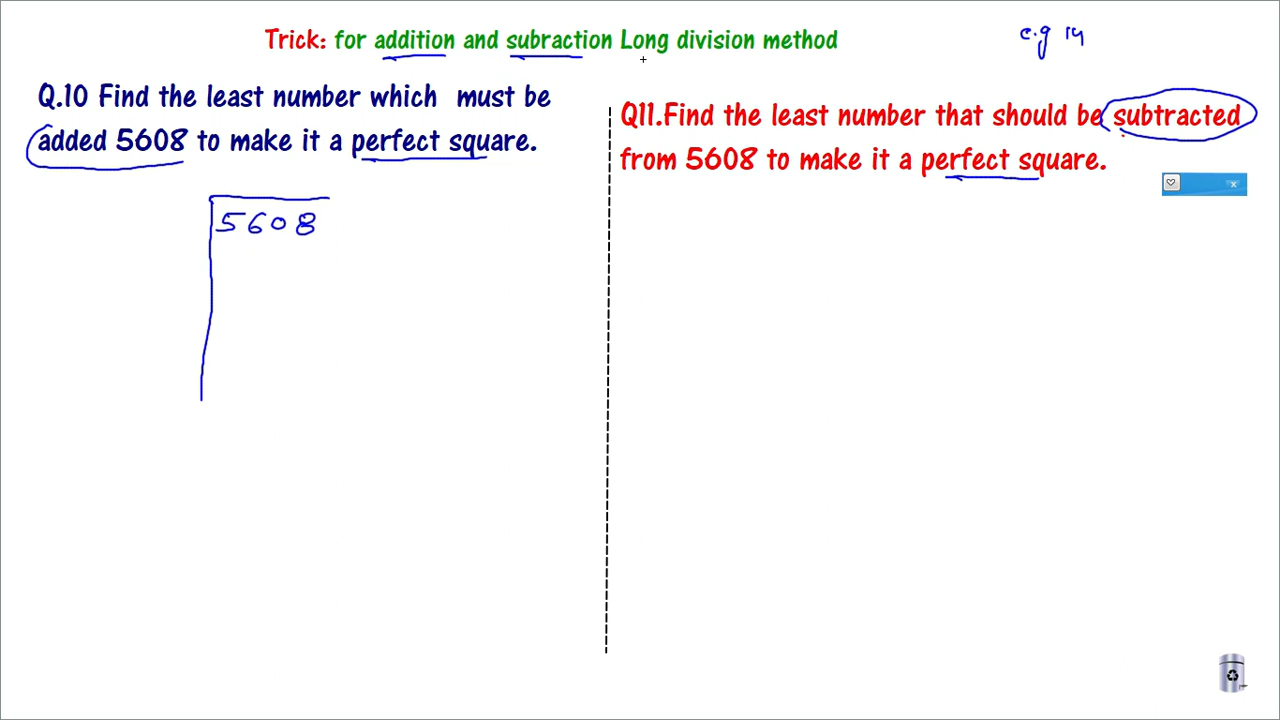 Trick: for addition and subraction Long division method
e.g 14
Q.10 Find the least number which must be
added 5608 to make it a perfect square.
5608
Q11.Find the least number that should be subtracted
from 5608 to make it a perfect square.